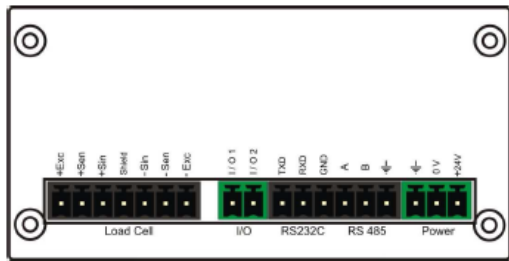 +Exc +Sen +Sin Shield -Sin - Sen - Exc I / O 1 I / O 2 TXD RXD GND A B 0 V +24V
Load Cell I/O RS232C RS 485 Power